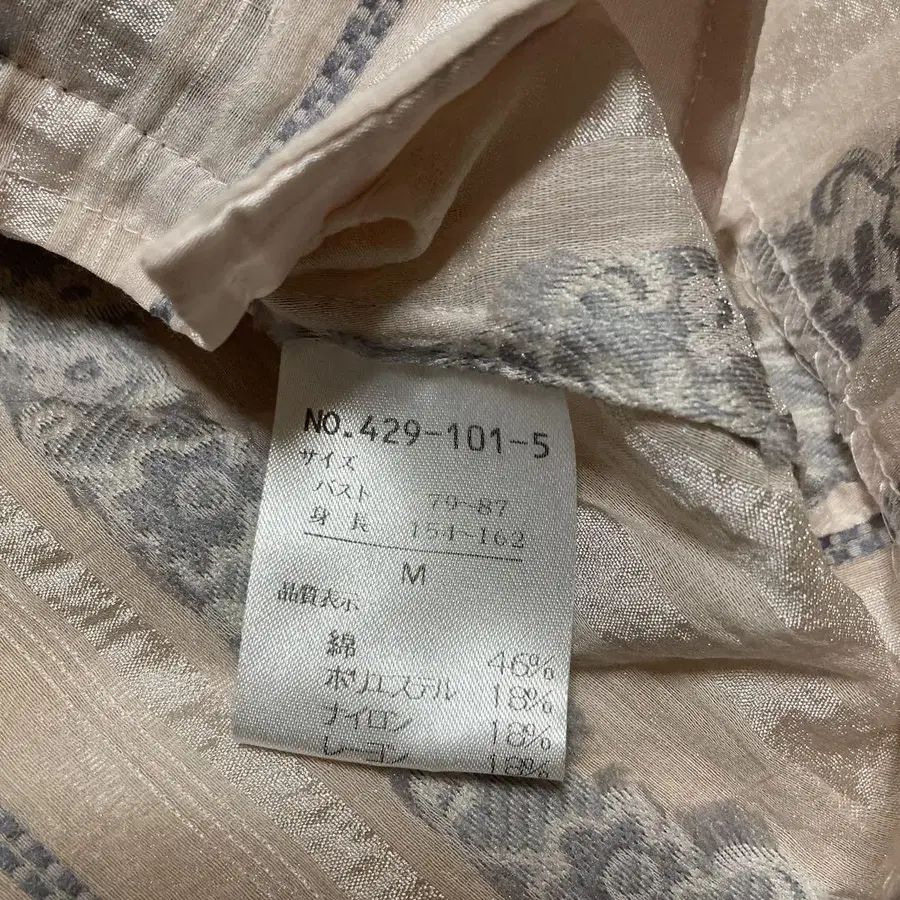 NO.429-101-5
サイズ
バスト 79~87
身長 154~162
M
品質表示
綿 46%
ポリエステル 18%
ナイロン 18%
レーヨン 18%